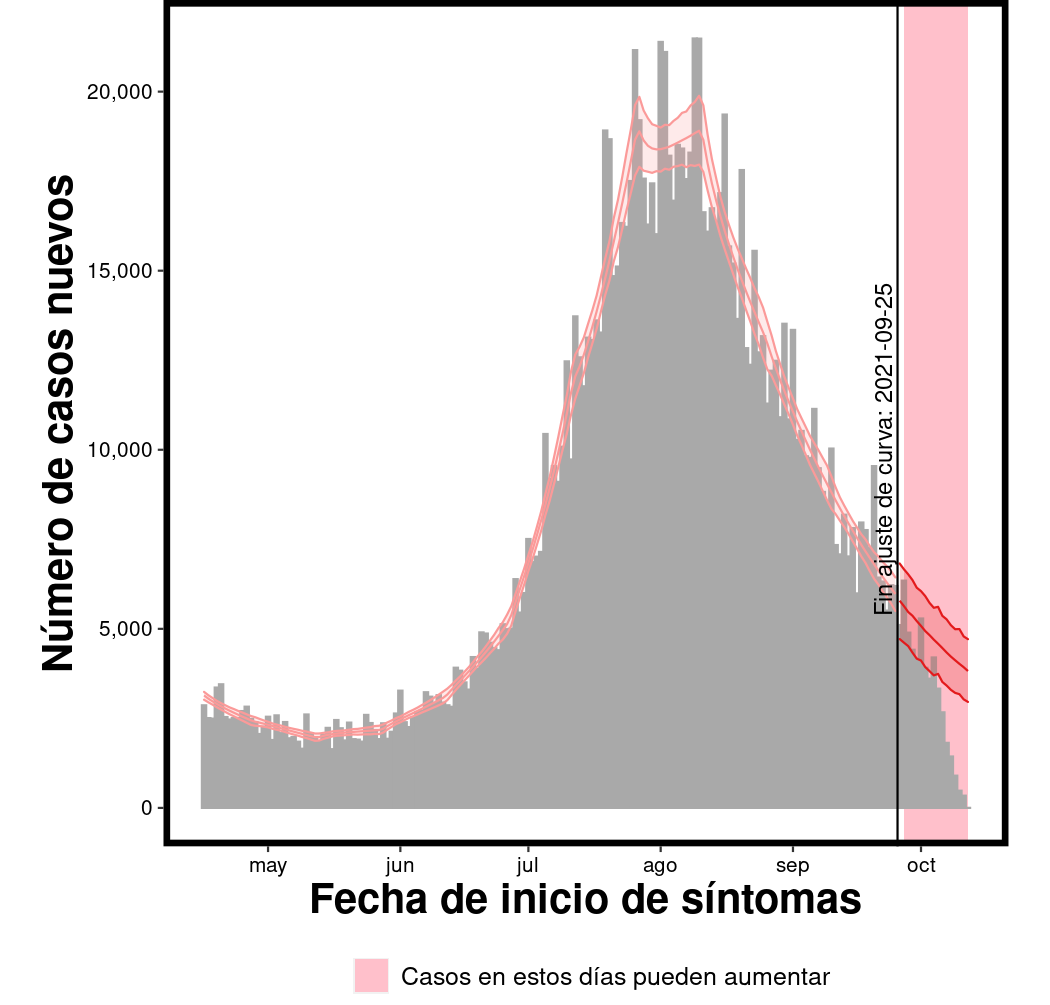 Número de casos nuevos
20,000
15,000
10,000
5,000
0
Fin ajuste de curva: 2021-09-25
may jun jul ago sep oct
Fecha de inicio de síntomas
Casos en estos días pueden aumentar